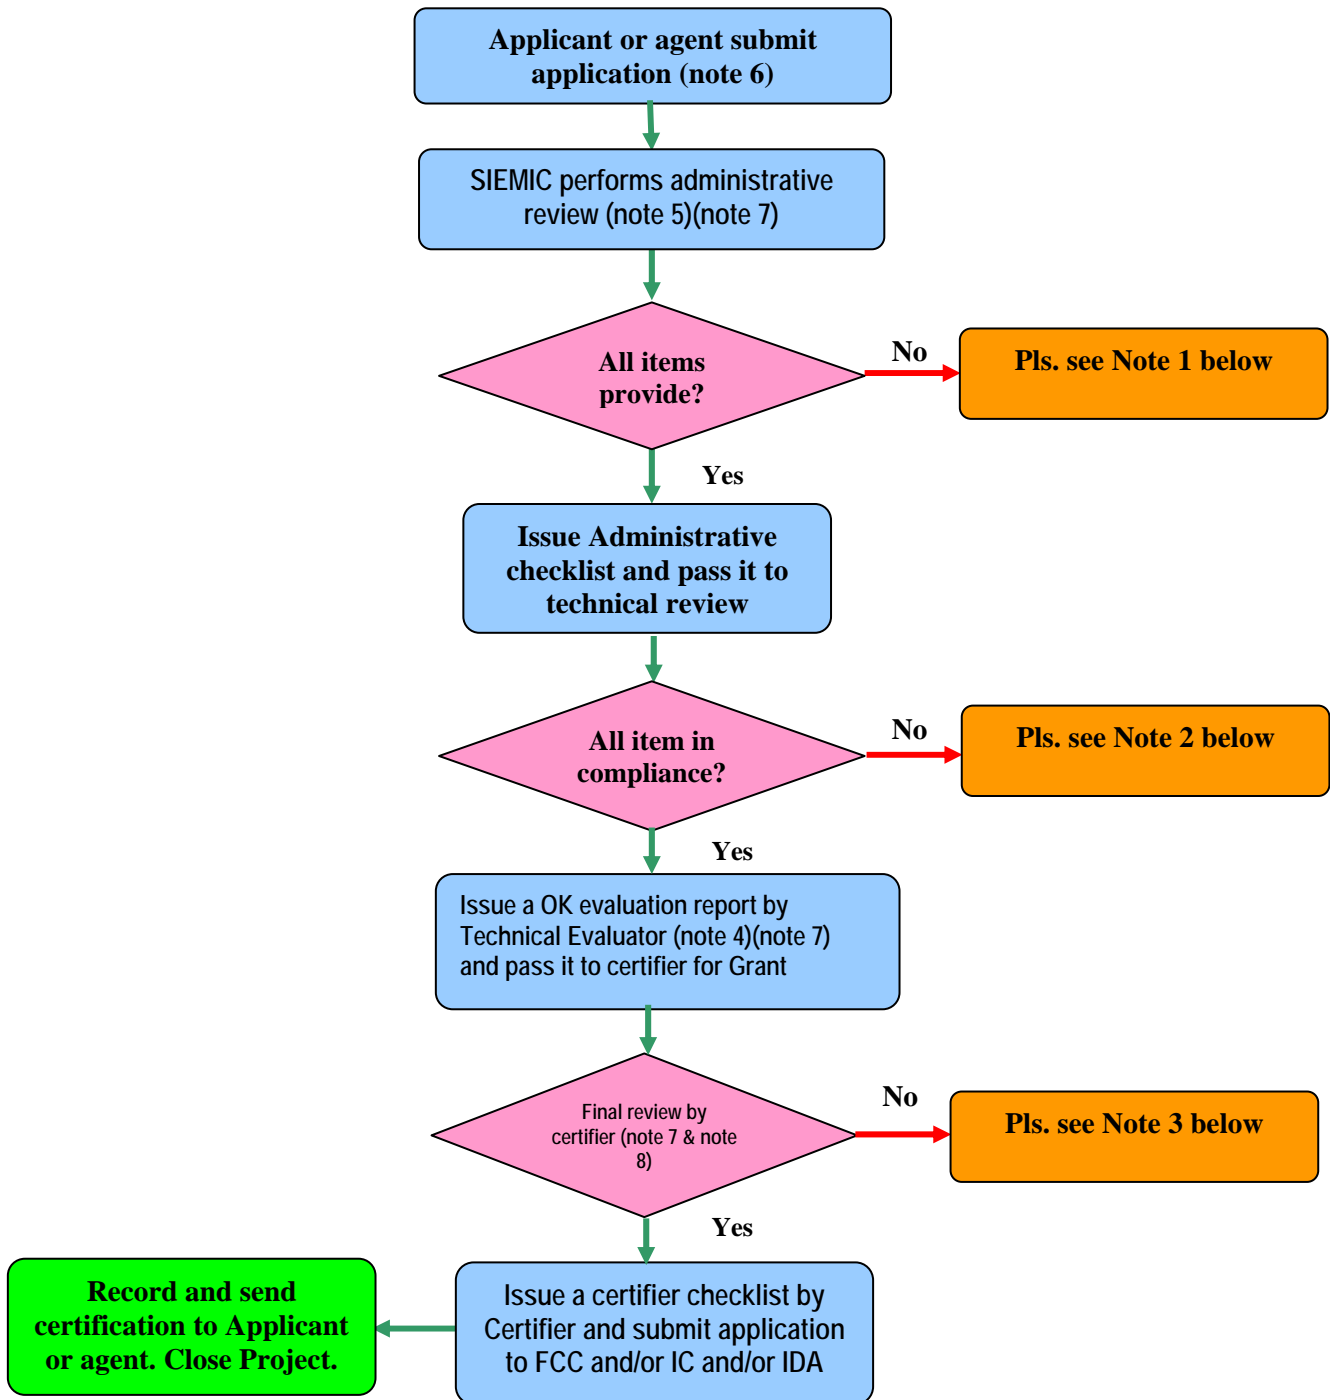 Applicant or agent submit
application (note 6)
SIEMIC performs administrative
review (note 5)(note 7)
All items
provide?
No
Pls. see Note 1 below
Yes
Issue Administrative
checklist and pass it to
technical review
All item in
compliance?
No
Pls. see Note 2 below
Yes
Issue a OK evaluation report by
Technical Evaluator (note 4)(note 7)
and pass it to certifier for Grant
Final review by
certifier (note 7 & note
8)
No
Pls. see Note 3 below
Yes
Issue a certifier checklist by
Certifier and submit application
to FCC and/or IC and/or IDA
Record and send
certification to Applicant
or agent. Close Project.